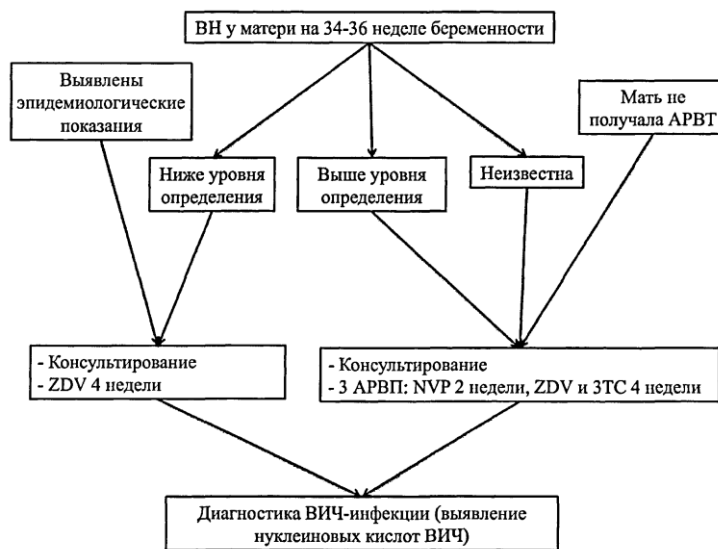 ВН у матери на 34-36 неделе беременности
Выявлены
эпидемиологические
показания
Мать не
получала АРВТ
Ниже уровня
определения
Выше уровня
определения
Неизвестна
- Консультирование
- ZDV 4 недели
- Консультирование
- 3 АРВП: NVP 2 недели, ZDV и 3ТС 4 недели
Диагностика ВИЧ-инфекции (выявление
нуклеиновых кислот ВИЧ)